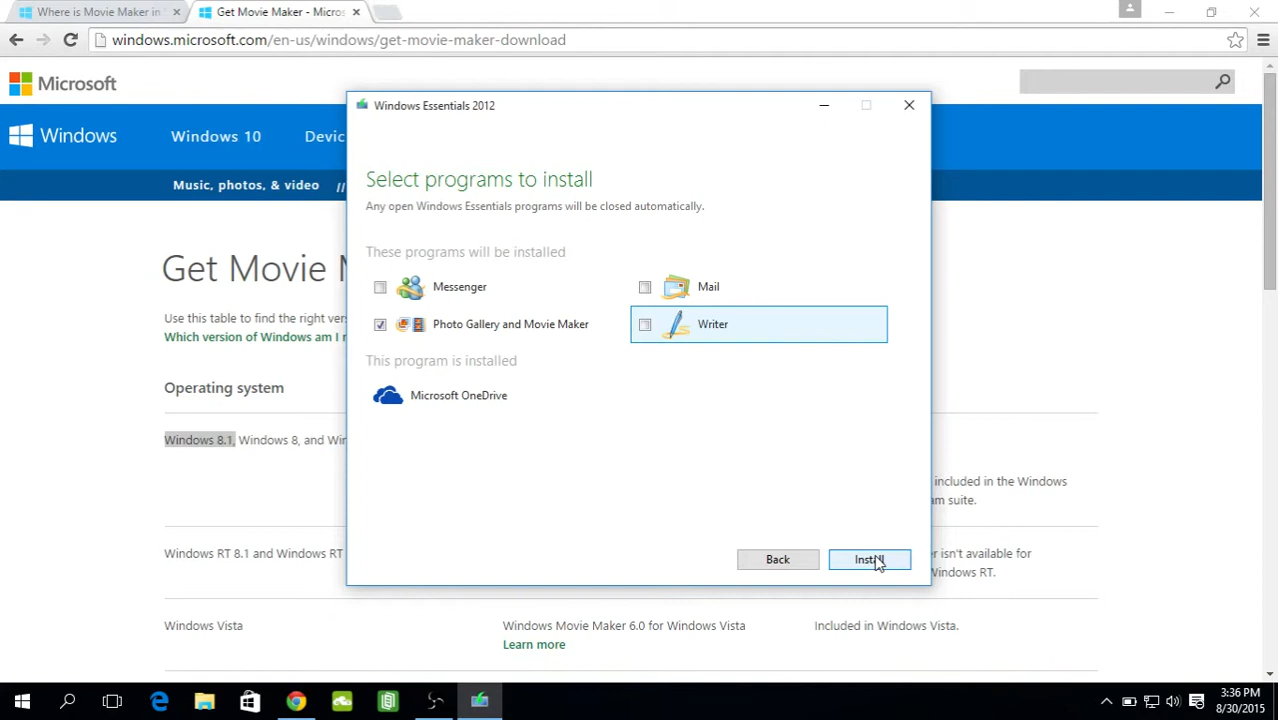 Where is Movie Maker in
Get Movie Maker - Micros
windows.microsoft.com/en-us/windows/get-movie-maker-download
Microsoft
Windows
Windows 10
Devic
Music, photos, & video //
Windows Essentials 2012
Select programs to install
Any open Windows Essentials programs will be closed automatically.
These programs will be installed
Messenger
Mail
Photo Gallery and Movie Maker
Writer
This program is installed
Microsoft OneDrive
Back
Install
Get Movie M
Use this table to find the right vers
Which version of Windows am I r
Operating system
Windows 8.1, Windows 8, and Win
included in the Windows
am suite.
Windows RT 8.1 and Windows RT
er isn't available for
Windows RT.
Windows Vista
Windows Movie Maker 6.0 for Windows Vista
Included in Windows Vista.
Learn more
3:36 PM
8/30/2015